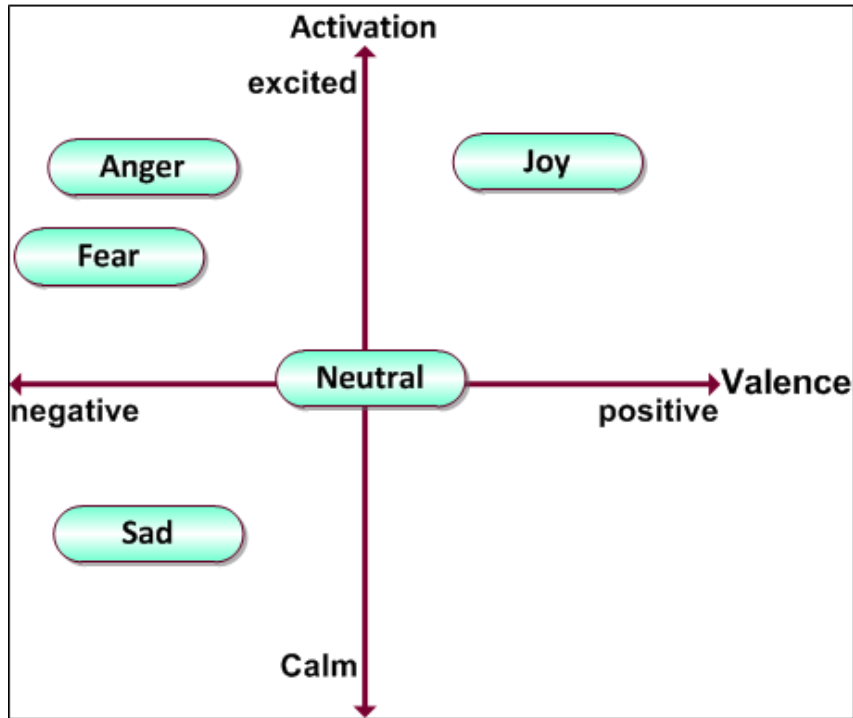 Activation
excited
Anger
Joy
Fear
Neutral
Valence
negative
positive
Sad
Calm